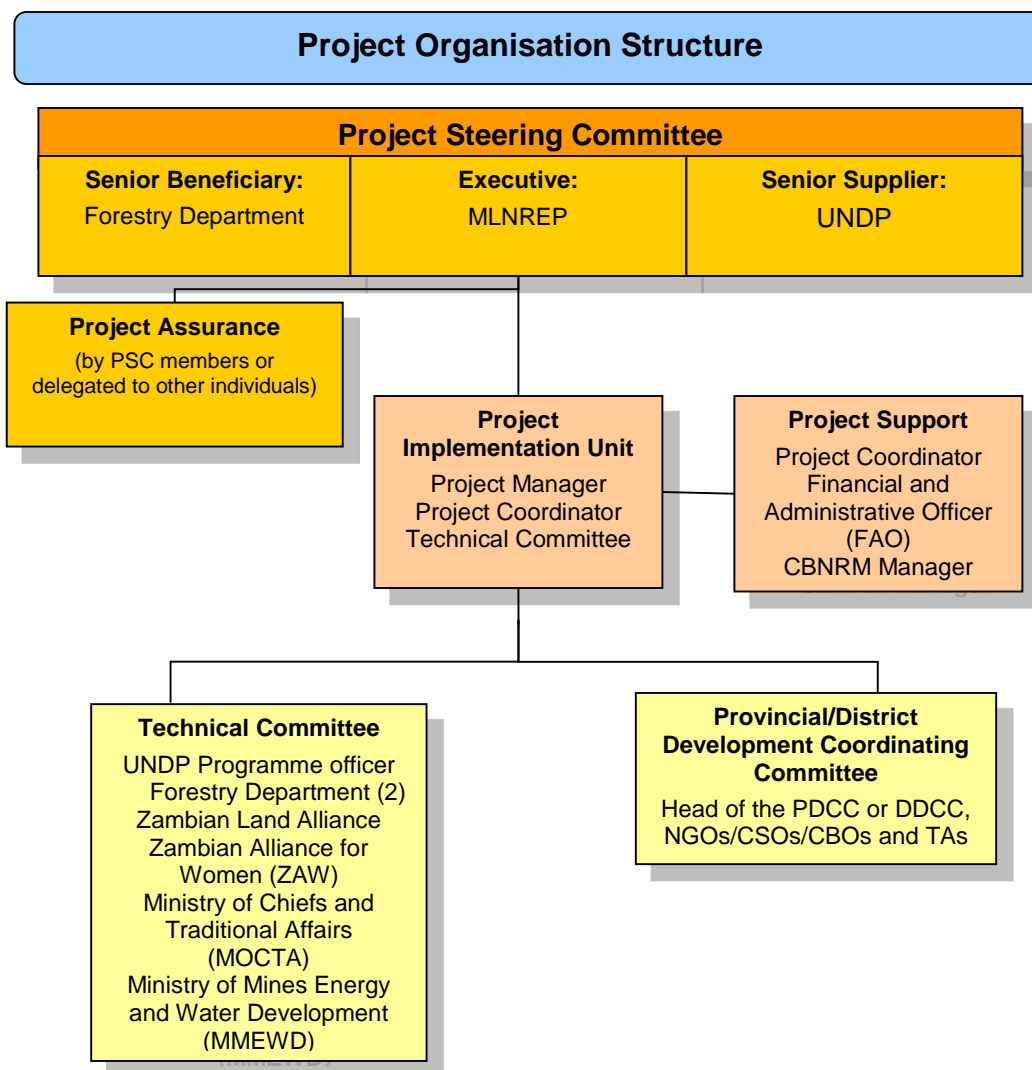 Project Organisation Structure
Project Steering Committee
Senior Beneficiary:
Forestry Department
Executive:
MLNREP
Senior Supplier:
UNDP
Project Assurance
(by PSC members or
delegated to other individuals)
Project
Implementation Unit
Project Manager
Project Coordinator
Technical Committee
Project Support
Project Coordinator
Financial and
Administrative Officer
(FAO)
CBNRM Manager
Technical Committee
UNDP Programme officer
Forestry Department (2)
Zambian Land Alliance
Zambian Alliance for
Women (ZAW)
Ministry of Chiefs and
Traditional Affairs
(MOCTA)
Ministry of Mines Energy
and Water Development
(MMEWD)
Provincial/District
Development Coordinating
Committee
Head of the PDCC or DDCC,
NGOs/CSOs/CBOs and TAs